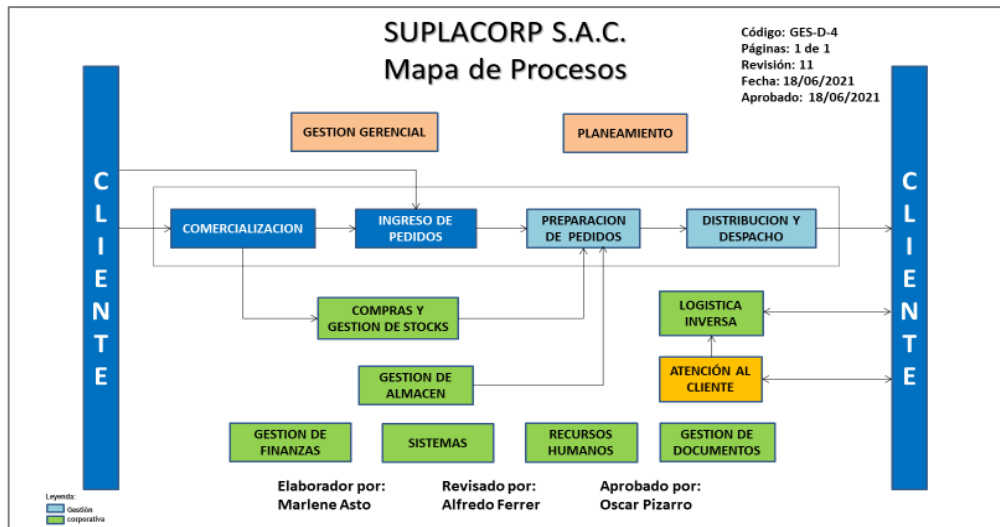 SUPLACORP S.A.C.
Mapa de Procesos
Código: GES-D-4
Páginas: 1 de 1
Revisión: 11
Fecha: 18/06/2021
Aprobado: 18/06/2021
GESTION GERENCIAL
PLANEAMIENTO
CLIENTE
COMERCIALIZACION
INGRESO DE
PEDIDOS
PREPARACION
DE PEDIDOS
DISTRIBUCION Y
DESPACHO
CLIENTE
COMPRAS Y
GESTION DE STOCKS
LOGISTICA
INVERSA
GESTION DE
ALMACEN
ATENCIÓN AL
CLIENTE
GESTION DE
FINANZAS
SISTEMAS
RECURSOS
HUMANOS
GESTION DE
DOCUMENTOS
Elaborador por:
Marlene Asto
Revisado por:
Alfredo Ferrer
Aprobado por:
Oscar Pizarro
Leyenda:
Gestión
corporativa